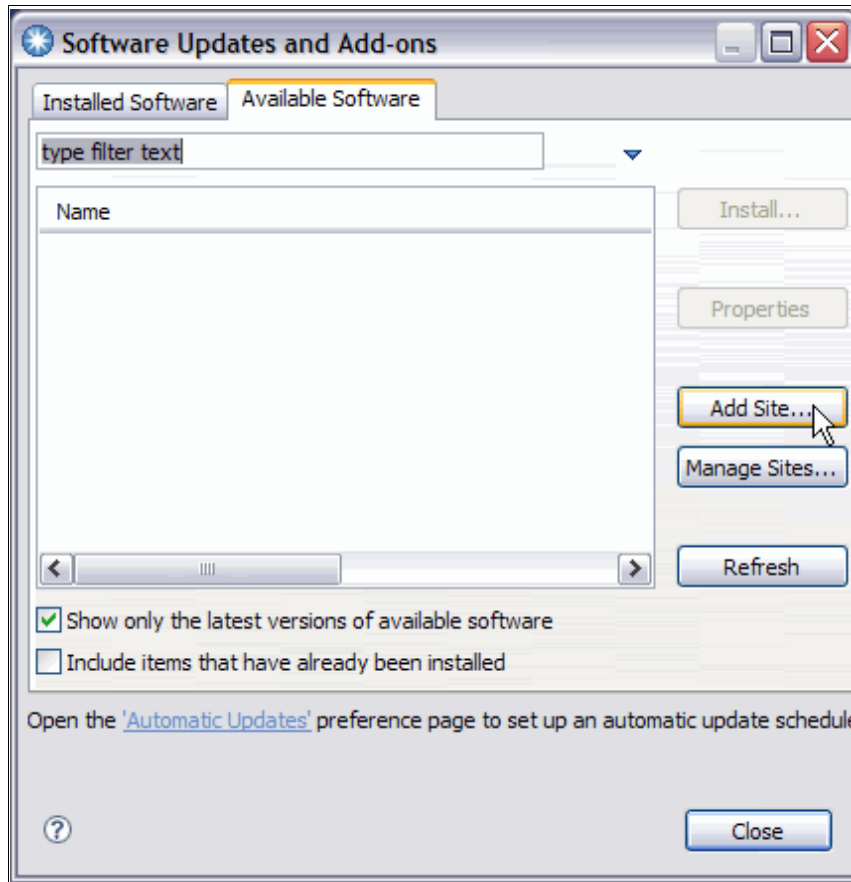 Software Updates and Add-ons
Installed Software
Available Software
type filter text
Name
Install...
Properties
Add Site...
Manage Sites...
Refresh
Show only the latest versions of available software
Include items that have already been installed
Open the 'Automatic Updates' preference page to set up an automatic update schedule
?
Close